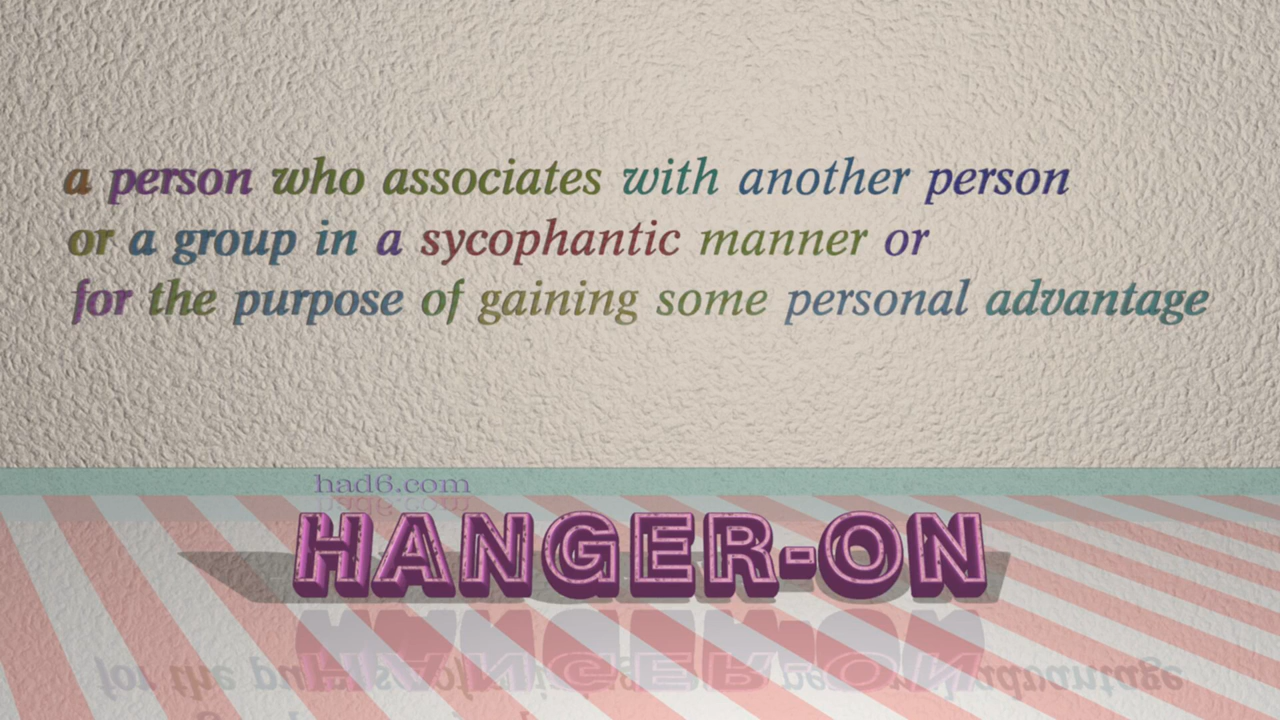 a person who associates with another person
or a group in a sycophantic manner or
for the purpose of gaining some personal advantage
had6.com
HANGER-ON